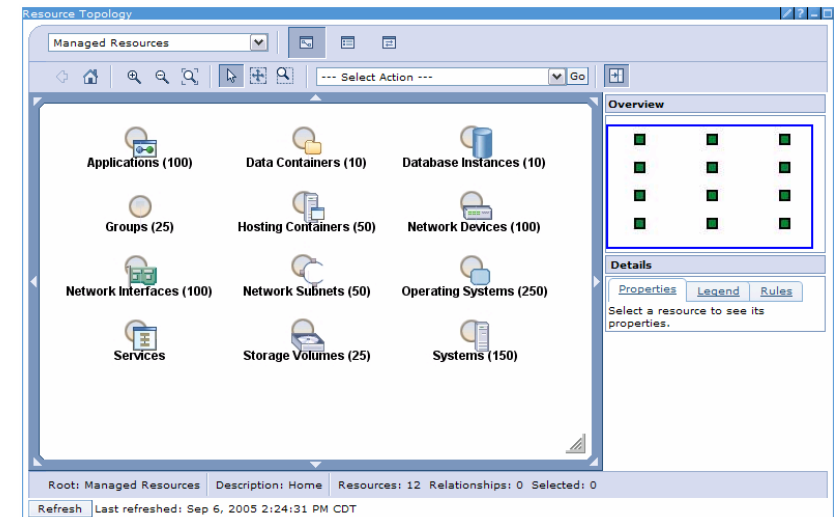 Resource Topology
Managed Resources
--- Select Action --- Go
Overview
Applications (100) Data Containers (10) Database Instances (10)
Groups (25) Hosting Containers (50) Network Devices (100)
Network Interfaces (100) Network Subnets (50) Operating Systems (250)
Services Storage Volumes (25) Systems (150)
Details
Properties Legend Rules
Select a resource to see its
properties.
Root: Managed Resources Description: Home Resources: 12 Relationships: 0 Selected: 0
Refresh Last refreshed: Sep 6, 2005 2:24:31 PM CDT